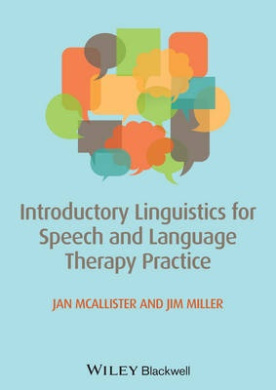 Introductory Linguistics for
Speech and Language
Therapy Practice
JAN MCALLISTER AND JIM MILLER
WILEY Blackwell